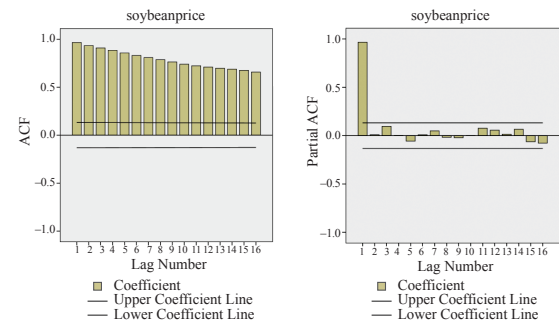 soybeanprice
1.0
0.5
0.0
−0.5
−1.0
ACF
1 2 3 4 5 6 7 8 9 10 11 12 13 14 15 16
Lag Number
Coefficient
Upper Coefficient Line
Lower Coefficient Line
soybeanprice
1.0
0.5
0.0
−0.5
−1.0
Partial ACF
1 2 3 4 5 6 7 8 9 10 11 12 13 14 15 16
Lag Number
Coefficient
Upper Coefficient Line
Lower Coefficient Line